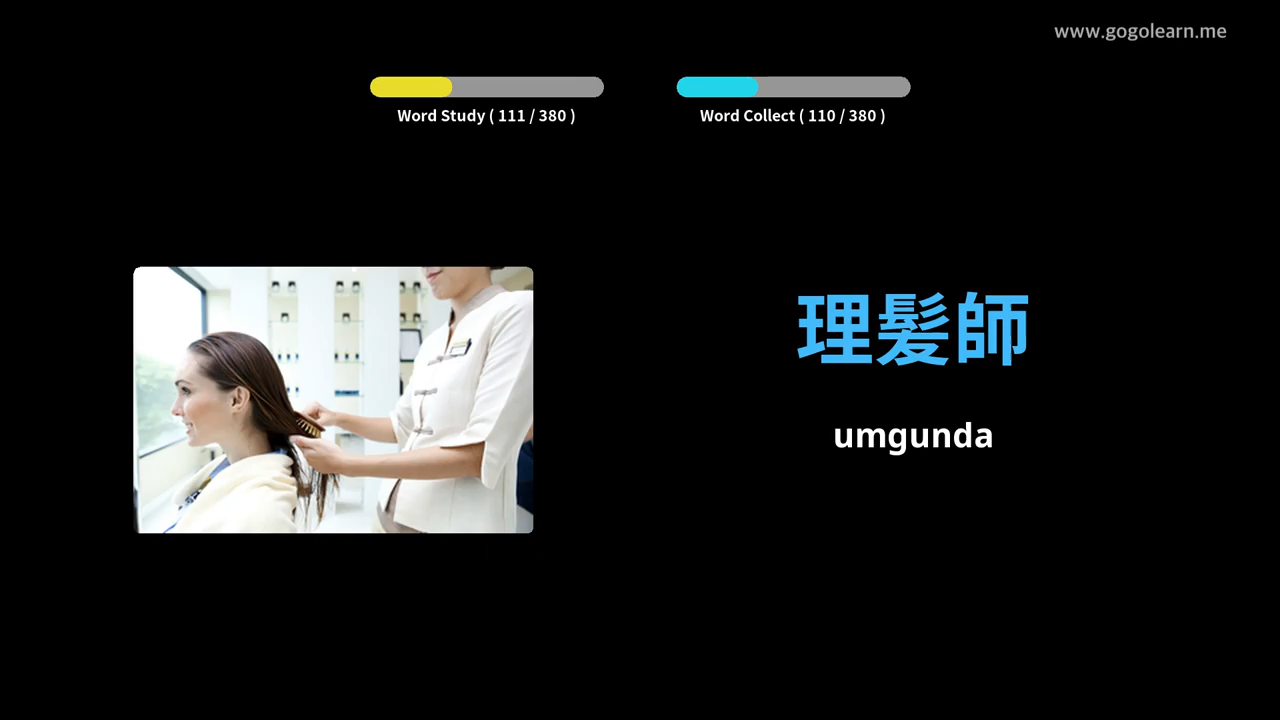 www.gogolearn.me
Word Study ( 111 / 380 )
Word Collect ( 110 / 380 )
理髮師
umgunda